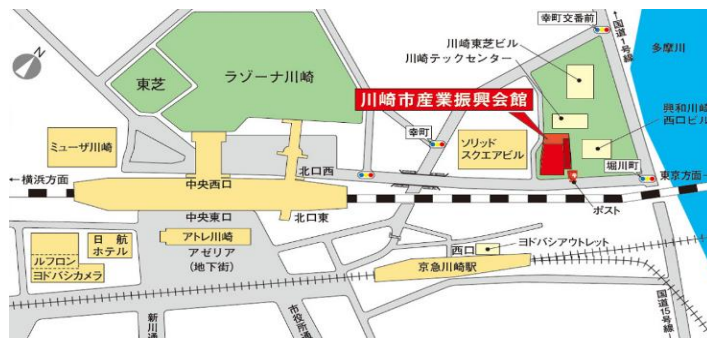 幸町交番前
国道1号線
多摩川
川崎東芝ビル
川崎テックセンター
N
東芝
ラゾーナ川崎
川崎市産業振興会館
興和川崎
西口ビル
幸町
ミューザ川崎
ソリッド
スクエアビル
堀川町
北口西
←横浜方面
中央西口
東京方面→
ポスト
中央東口
北口東
日航
ホテル
アトレ川崎
アゼリア
(地下街)
西口
ヨドバシアウトレット
ルフロン
ヨドバシカメラ
京急川崎駅
新川通
市役所通
国道15号線